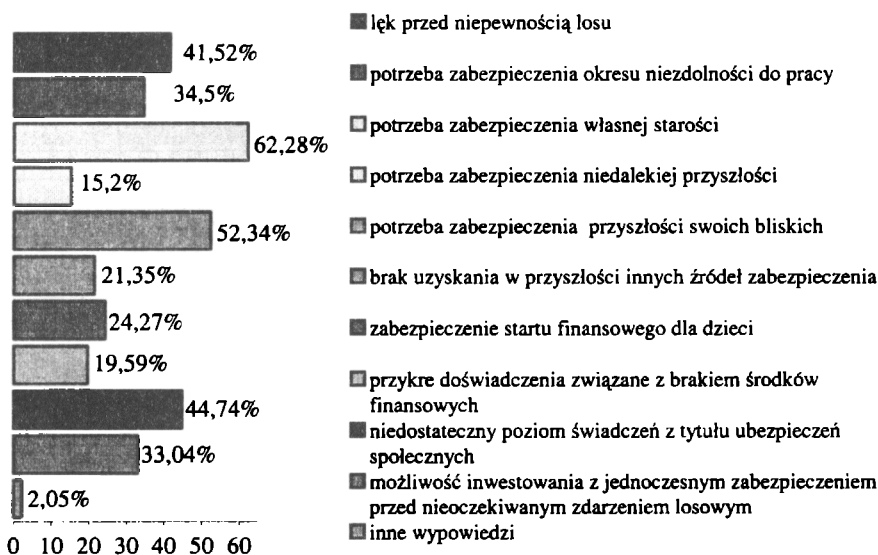 41,52%
34,5%
62,28%
15,2%
52,34%
21,35%
24,27%
19,59%
44,74%
33,04%
2,05%
0 10 20 30 40 50 60
lęk przed niepewnością losu
potrzeba zabezpieczenia okresu niezdolności do pracy
potrzeba zabezpieczenia własnej starości
potrzeba zabezpieczenia niedalekiej przyszłości
potrzeba zabezpieczenia przyszłości swoich bliskich
brak uzyskania w przyszłości innych źródeł zabezpieczenia
zabezpieczenie startu finansowego dla dzieci
przykre doświadczenia związane z brakiem środków
finansowych
niedostateczny poziom świadczeń z tytułu ubezpieczeń
społecznych
możliwość inwestowania z jednoczesnym zabezpieczeniem
przed nieoczekiwanym zdarzeniem losowym
inne wypowiedzi